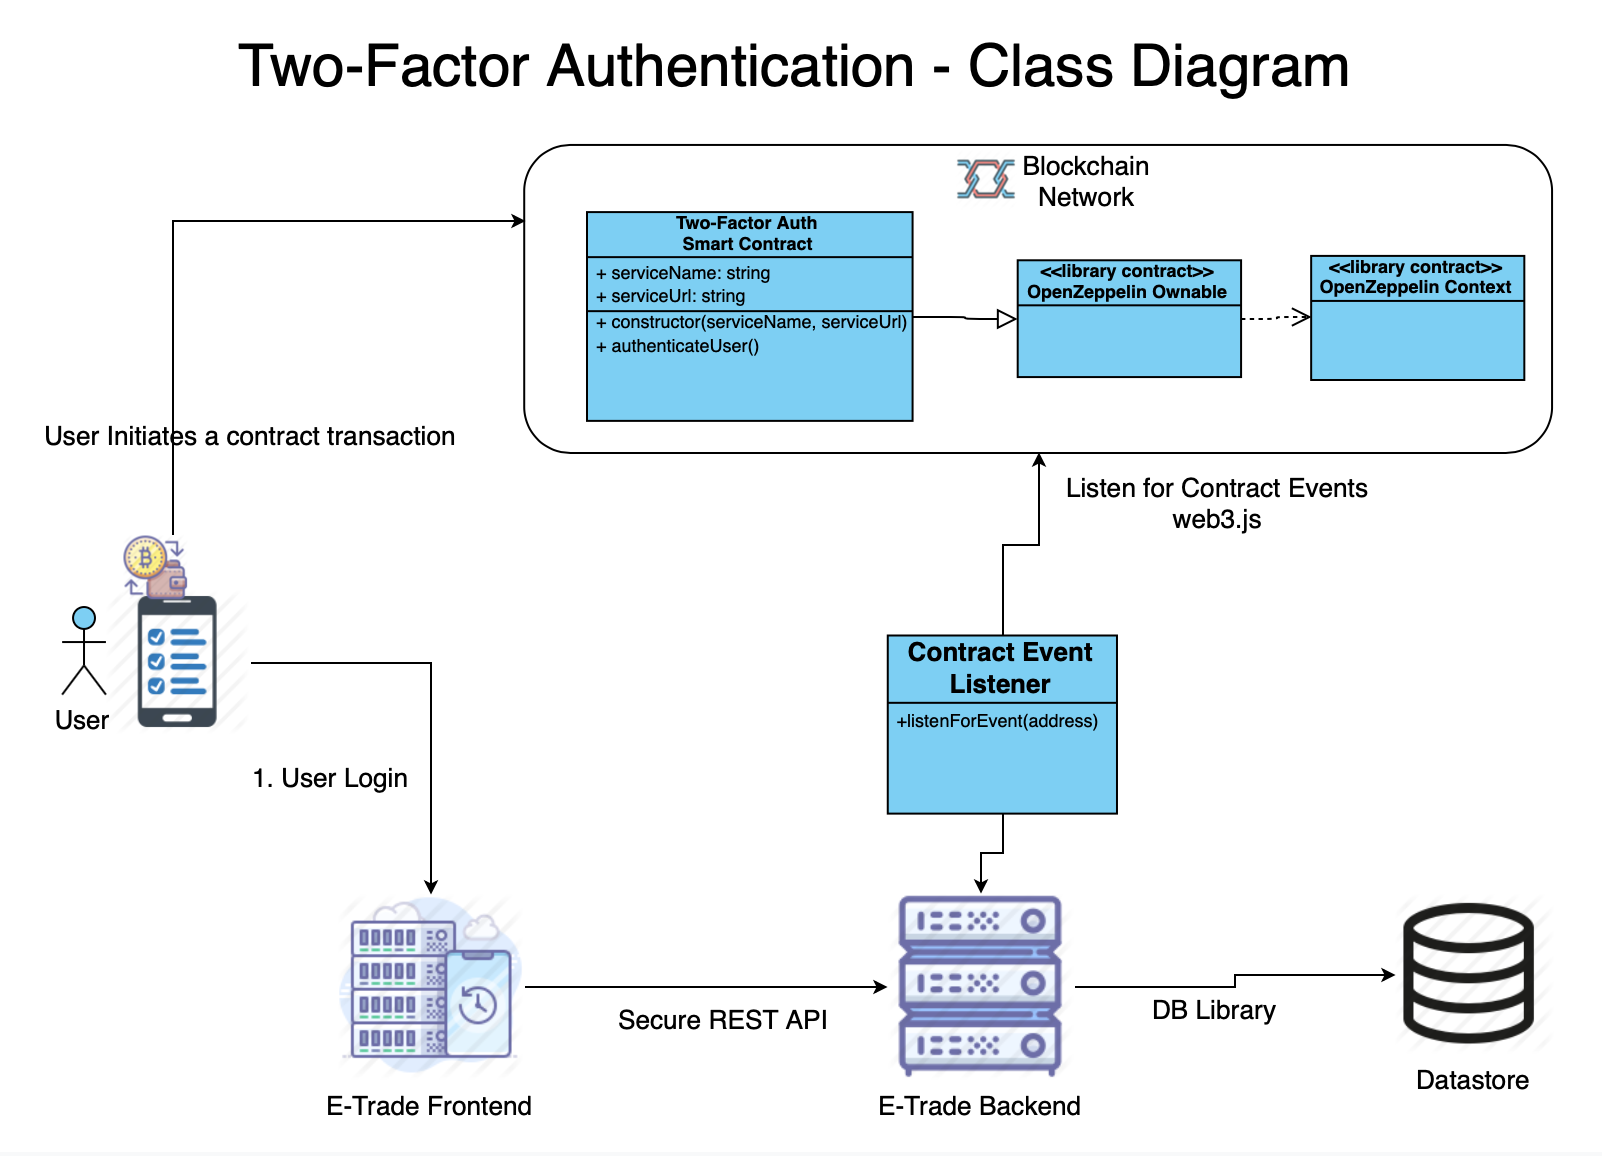 Two-Factor Authentication - Class Diagram
Blockchain
Network
Two-Factor Auth
Smart Contract
+ serviceName: string
+ serviceUrl: string
+ constructor(serviceName, serviceUrl)
+ authenticateUser()
<<library contract>>
OpenZeppelin Ownable
<<library contract>>
OpenZeppelin Context
User Initiates a contract transaction
Listen for Contract Events
web3.js
Contract Event
Listener
+listenForEvent(address)
User
1. User Login
Secure REST API
DB Library
E-Trade Frontend
E-Trade Backend
Datastore